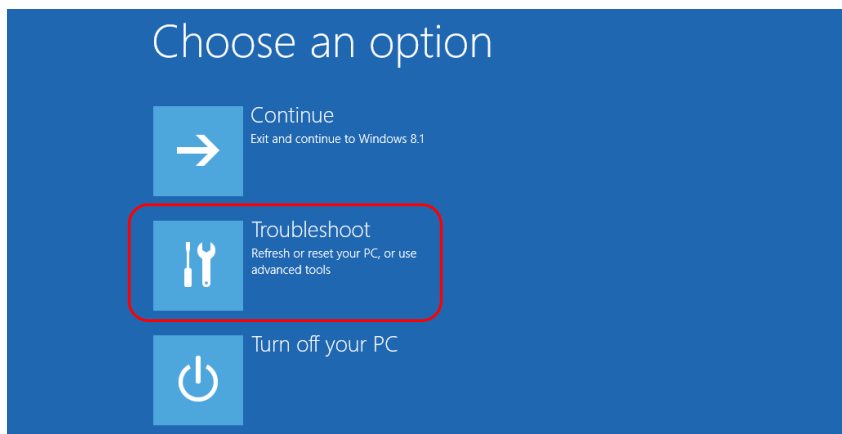 Choose an option
Continue
Exit and continue to Windows 8.1
Troubleshoot
Refresh or reset your PC, or use
advanced tools
Turn off your PC